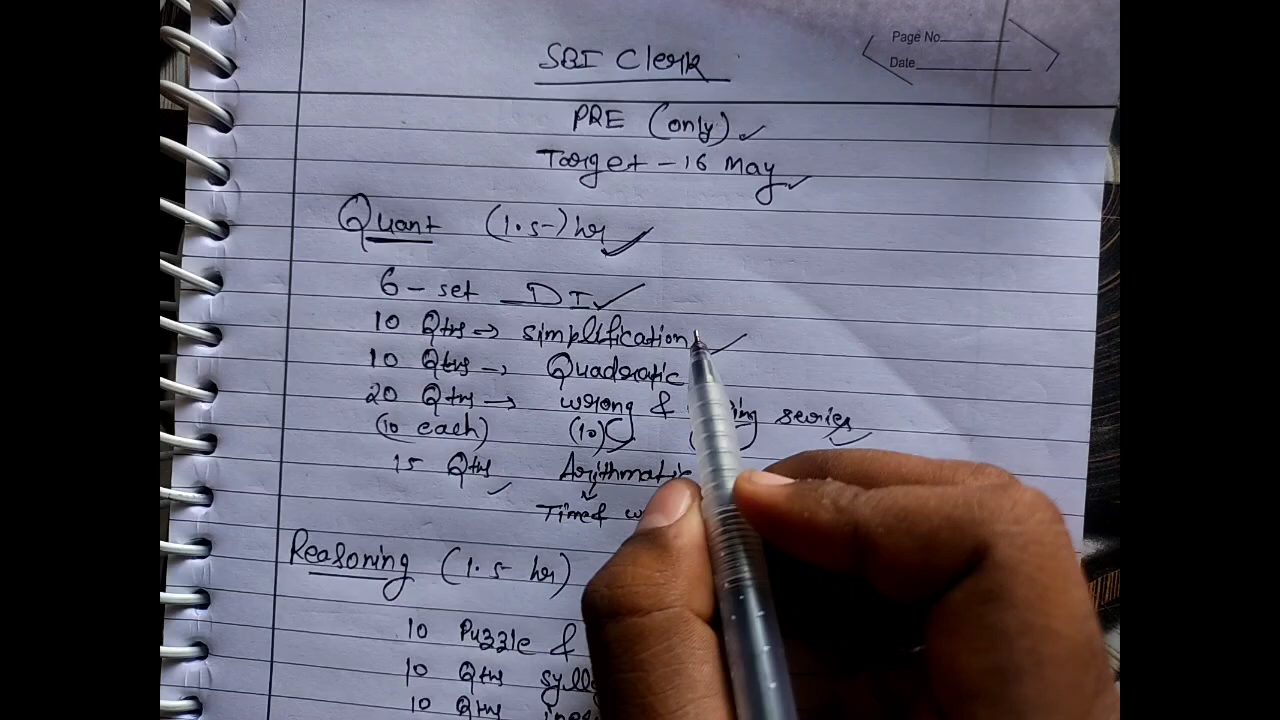 Page No.
Date
SBI Clerk
PRE (only)
Target - 16 May
Quant (1.5) hr
6 - set DI
10 Qtns → simplification
10 Qtns → Quadratic
20 Qtns → wrong & series
(10 each) (10)
15 Qtns Arithmatic
Time &
Reasoning (1.5 hr)
10 Puzzle &
10 Qtns
10 Qtns